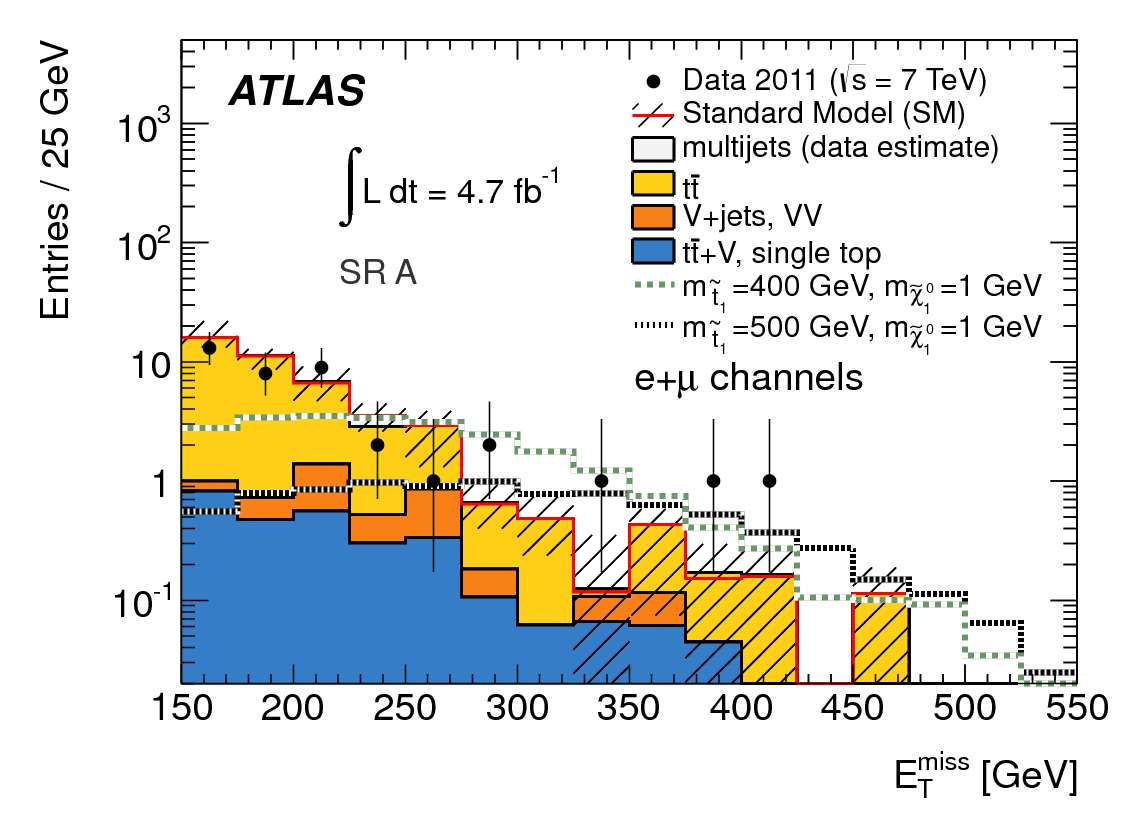 Entries / 25 GeV
10³
10²
10
1
10⁻¹
ATLAS
∫ L dt = 4.7 fb⁻¹
SR A
Data 2011 (√s = 7 TeV)
Standard Model (SM)
multijets (data estimate)
tt̄
V+jets, VV
tt̄+V, single top
m_t̃₁ =400 GeV, m_χ̃₁⁰ =1 GeV
m_t̃₁ =500 GeV, m_χ̃₁⁰ =1 GeV
e+μ channels
150 200 250 300 350 400 450 500 550
E_T^miss [GeV]